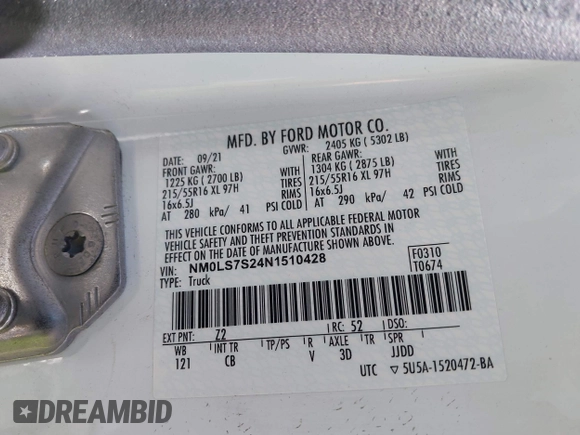 MFD. BY FORD MOTOR CO.
DATE: 09/21 GVWR: 2405 KG ( 5302 LB)
FRONT GAWR: REAR GAWR:
1225 KG ( 2700 LB) 1304 KG ( 2875 LB)
215/55R16 XL 97H TIRES 215/55R16 XL 97H TIRES
16x6.5J RIMS 16x6.5J RIMS
AT 280 kPa/ 41 PSI COLD AT 290 kPa/ 42 PSI COLD
THIS VEHICLE CONFORMS TO ALL APPLICABLE FEDERAL MOTOR
VEHICLE SAFETY AND THEFT PREVENTION STANDARDS IN
EFFECT ON THE DATE OF MANUFACTURE SHOWN ABOVE.
VIN: NM0LS7S24N1510428 F0310
TYPE: Truck T0674
EXT PNT: Z2 RC: 52 DSO:
WB INT TR TP/PS R AXLE TR SPR
121 CB V 3D JJDD
UTC ▽ 5U5A-1520472-BA
DREAMBID